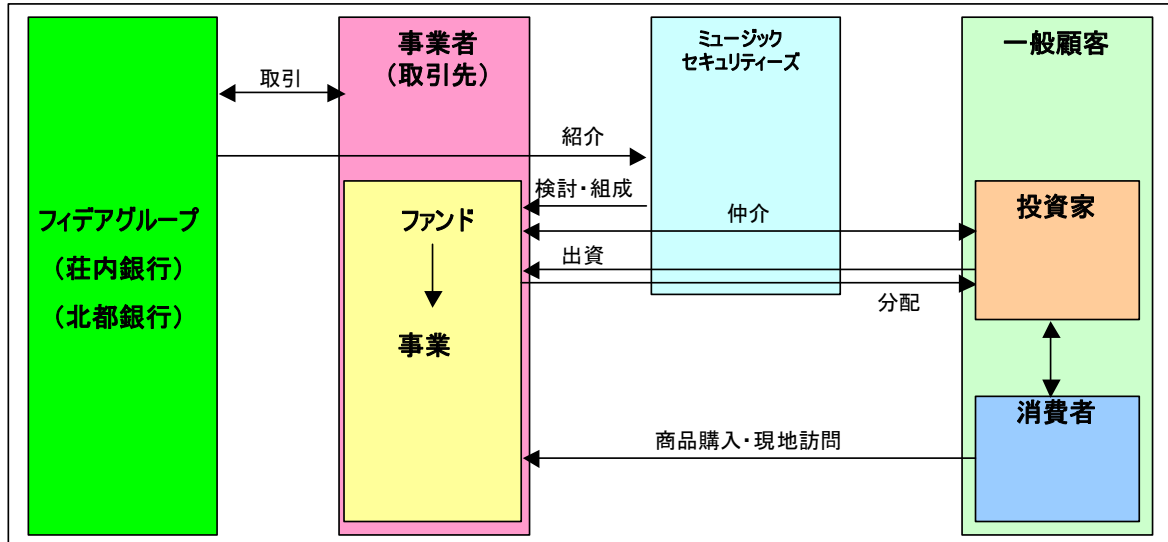 フィデアグループ
（荘内銀行）
（北都銀行）
取引
事業者
（取引先）
ファンド
事業
ミュージック
セキュリティーズ
紹介
検討・組成
仲介
出資
分配
商品購入・現地訪問
一般顧客
投資家
消費者